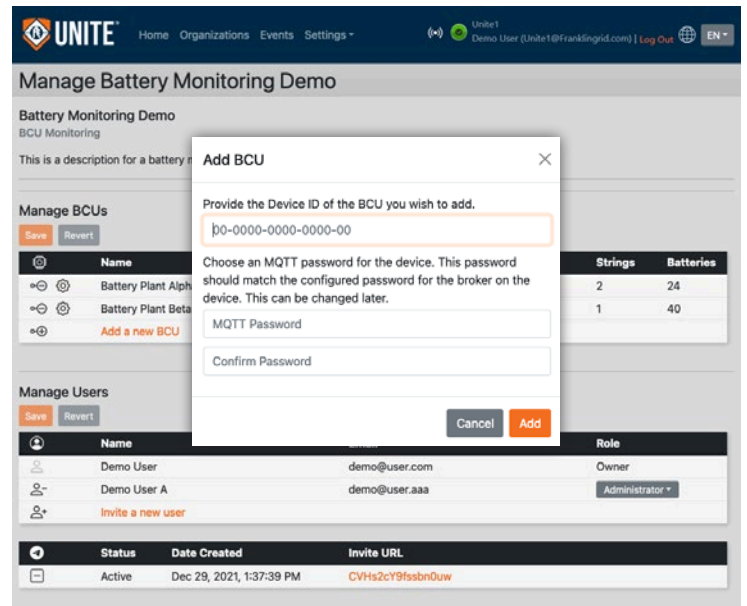 UNITE
Home Organizations Events Settings
Unite1
Demo User (Unite1@Franklingrid.com) | Log Out
EN
Manage Battery Monitoring Demo
Battery Monitoring Demo
BCU Monitoring
This is a description for a battery
Add BCU
Provide the Device ID of the BCU you wish to add.
00-0000-0000-0000-00
Choose an MQTT password for the device. This password
should match the configured password for the broker on the
device. This can be changed later.
MQTT Password
Confirm Password
Cancel Add
Manage BCUs
Save Revert
Name Strings Batteries
Battery Plant Alph 2 24
Battery Plant Beta 1 40
Add a new BCU
Manage Users
Save Revert
Name Role
Demo User demo@user.com Owner
Demo User A demo@user.aaa Administrator
Invite a new user
Status Date Created Invite URL
Active Dec 29, 2021, 1:37:39 PM CVHs2cY9fssbn0uw